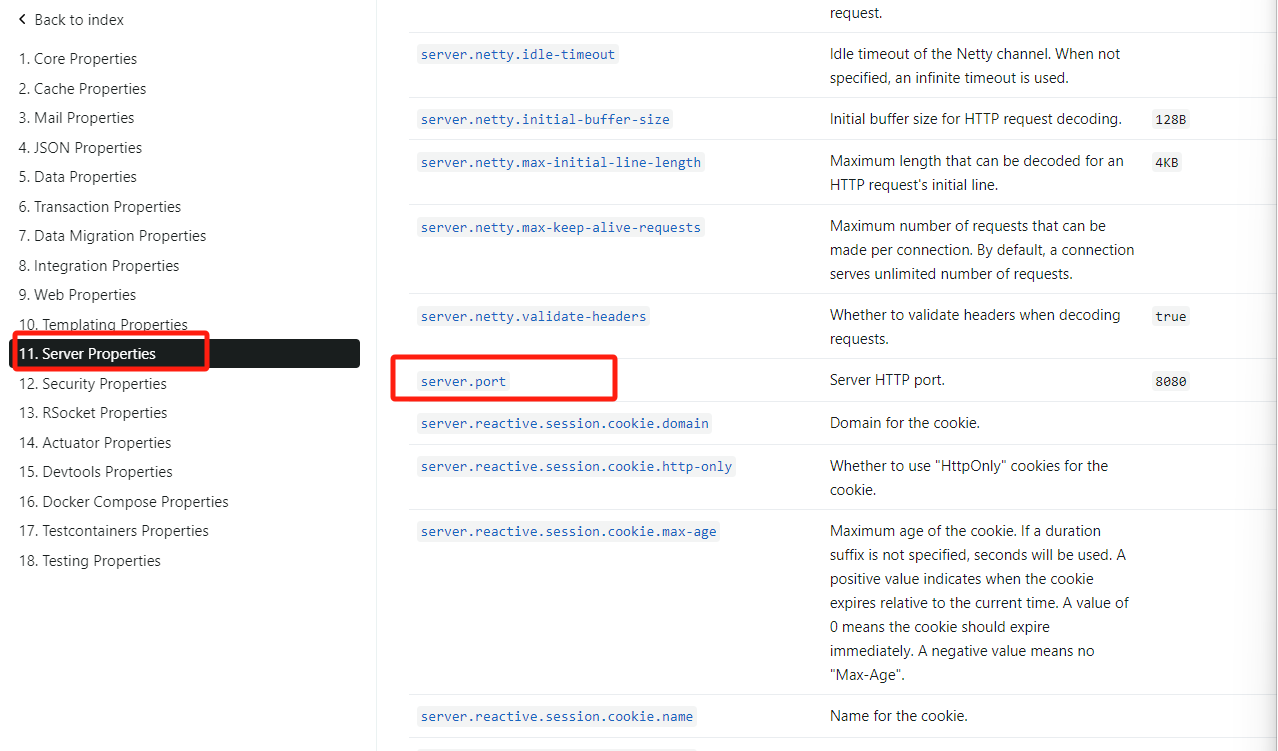 Back to index
1. Core Properties
2. Cache Properties
3. Mail Properties
4. JSON Properties
5. Data Properties
6. Transaction Properties
7. Data Migration Properties
8. Integration Properties
9. Web Properties
10. Templating Properties
11. Server Properties
12. Security Properties
13. RSocket Properties
14. Actuator Properties
15. Devtools Properties
16. Docker Compose Properties
17. Testcontainers Properties
18. Testing Properties
request.
server.netty.idle-timeout
Idle timeout of the Netty channel. When not
specified, an infinite timeout is used.
server.netty.initial-buffer-size
Initial buffer size for HTTP request decoding.
128B
server.netty.max-initial-line-length
Maximum length that can be decoded for an
HTTP request's initial line.
4KB
server.netty.max-keep-alive-requests
Maximum number of requests that can be
made per connection. By default, a connection
serves unlimited number of requests.
server.netty.validate-headers
Whether to validate headers when decoding
requests.
true
server.port
Server HTTP port.
8080
server.reactive.session.cookie.domain
Domain for the cookie.
server.reactive.session.cookie.http-only
Whether to use "HttpOnly" cookies for the
cookie.
server.reactive.session.cookie.max-age
Maximum age of the cookie. If a duration
suffix is not specified, seconds will be used. A
positive value indicates when the cookie
expires relative to the current time. A value of
0 means the cookie should expire
immediately. A negative value means no
"Max-Age".
server.reactive.session.cookie.name
Name for the cookie.